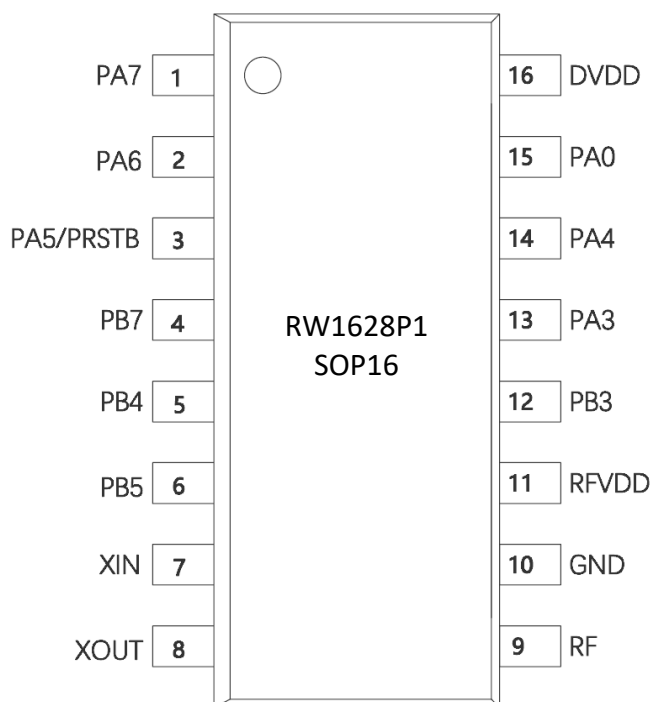 PA7 1 16 DVDD
PA6 2 15 PA0
PA5/PRSTB 3 14 PA4
PB7 4 13 PA3
RW1628P1
SOP16
PB4 5 12 PB3
PB5 6 11 RFVDD
XIN 7 10 GND
XOUT 8 9 RF